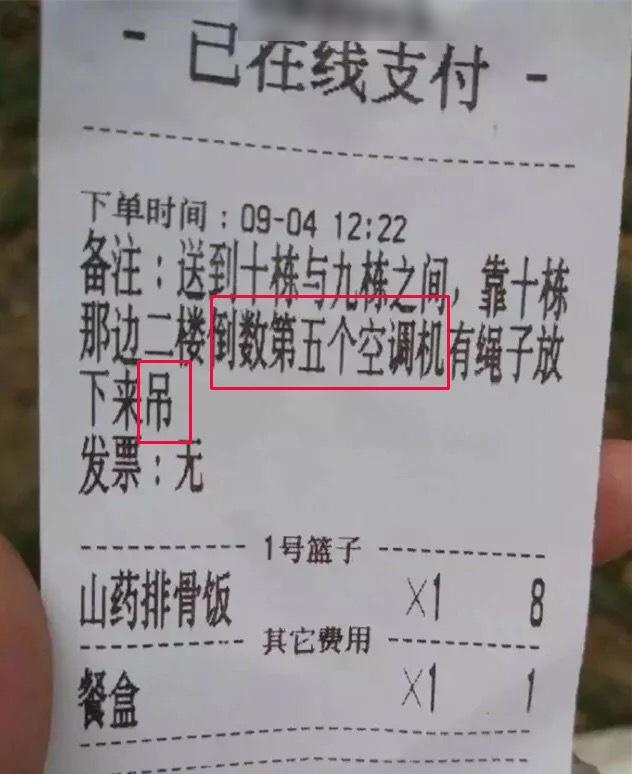 - 已在线支付 -
下单时间：09-04 12:22
备注：送到十栋与九栋之间，靠十栋
那边二楼倒数第五个空调机有绳子放
下来吊
发票：无
1号篮子
山药排骨饭 X1 8
其它费用
餐盒 X1 1